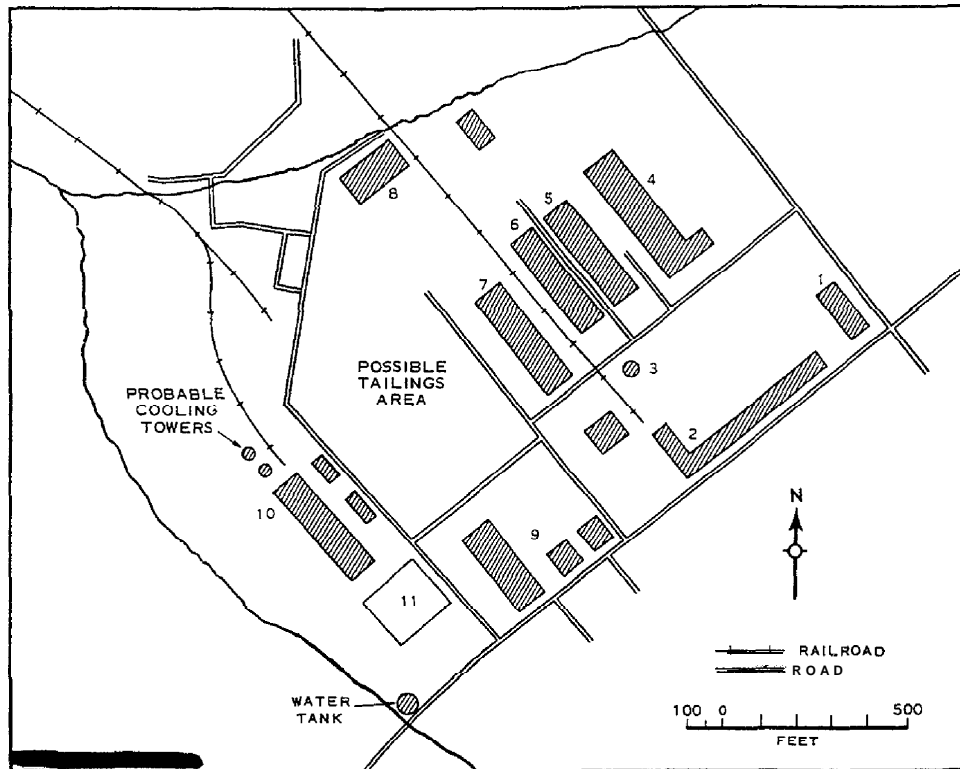 4
5
8
6
7
1
POSSIBLE
TAILINGS
AREA
3
PROBABLE
COOLING
TOWERS
2
10
9
N
11
RAILROAD
ROAD
WATER
TANK
100 0 500
FEET